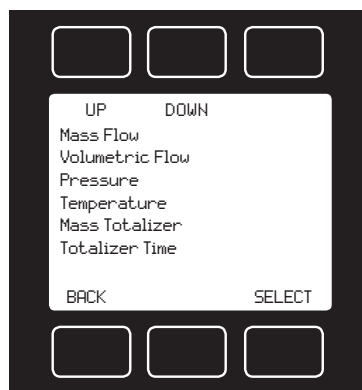 UP DOWN
Mass Flow
Volumetric Flow
Pressure
Temperature
Mass Totalizer
Totalizer Time
BACK SELECT